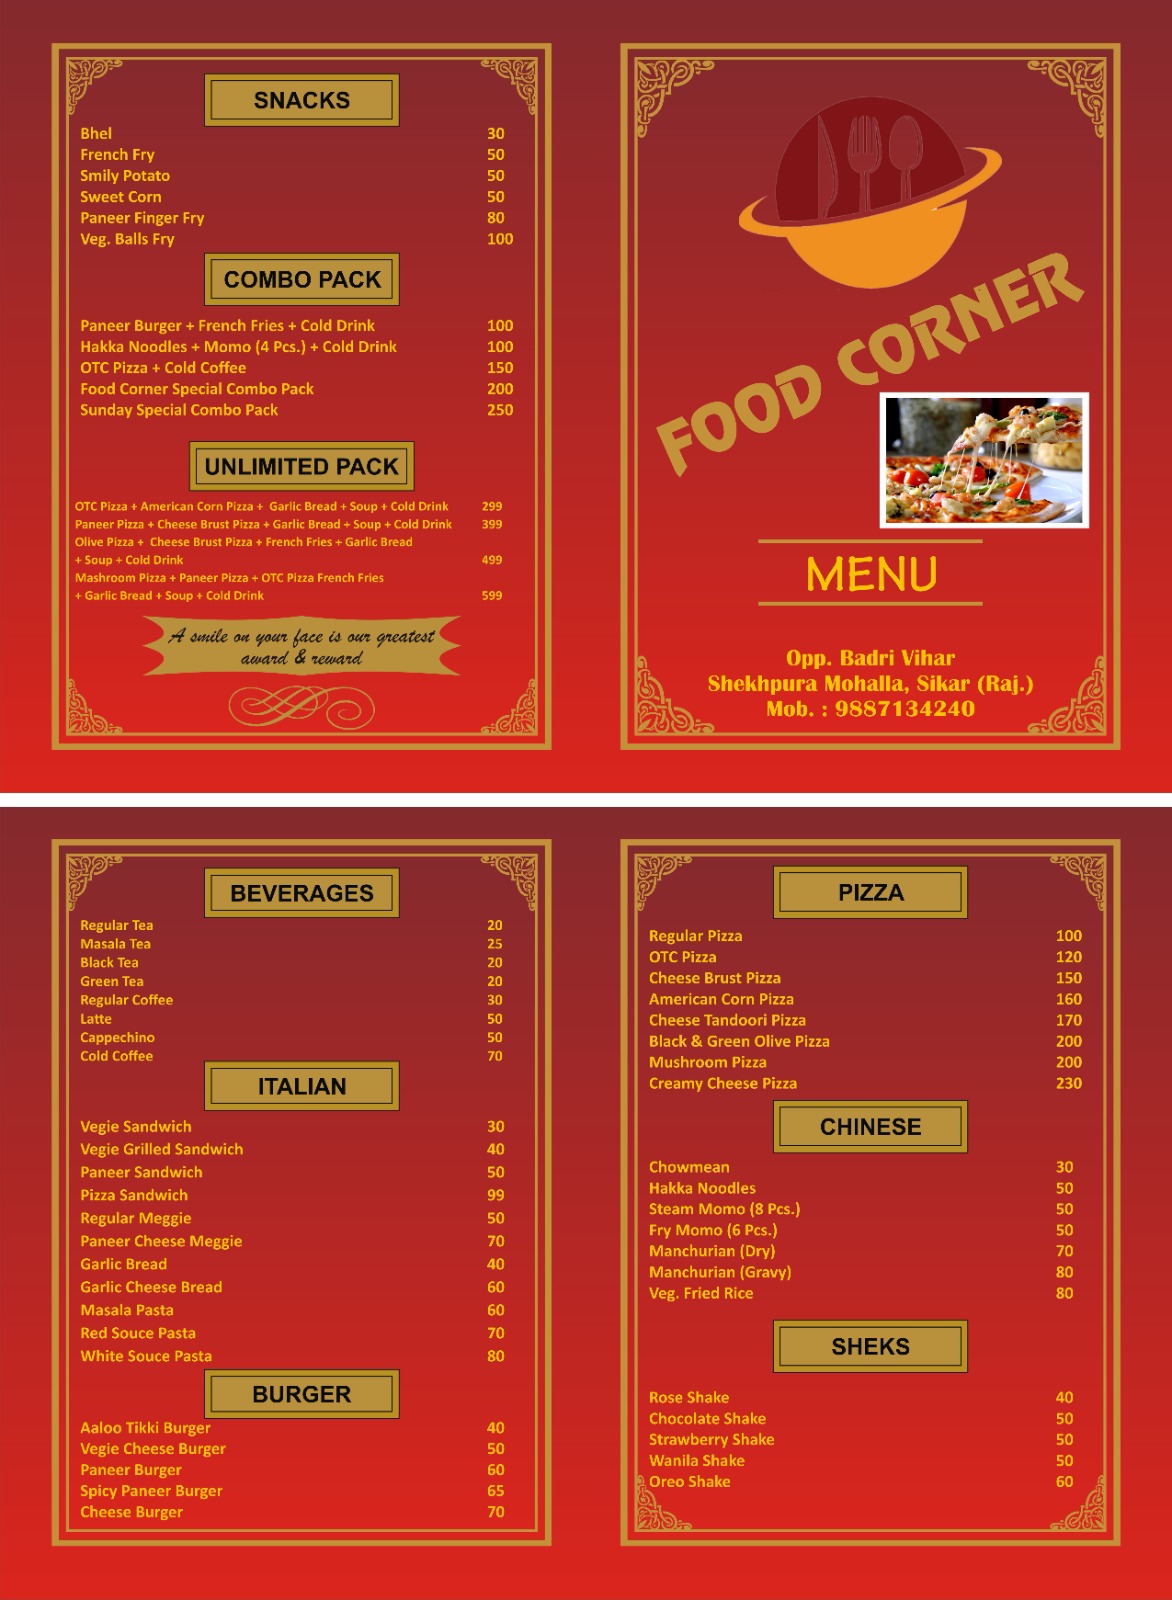 SNACKS
Bhel 30
French Fry 50
Smily Potato 50
Sweet Corn 50
Paneer Finger Fry 80
Veg. Balls Fry 100
COMBO PACK
Paneer Burger + French Fries + Cold Drink 100
Hakka Noodles + Momo (4 Pcs.) + Cold Drink 100
OTC Pizza + Cold Coffee 150
Food Corner Special Combo Pack 200
Sunday Special Combo Pack 250
UNLIMITED PACK
OTC Pizza + American Corn Pizza + Garlic Bread + Soup + Cold Drink 299
Paneer Pizza + Cheese Brust Pizza + Garlic Bread + Soup + Cold Drink 399
Olive Pizza + Cheese Brust Pizza + French Fries + Garlic Bread
+ Soup + Cold Drink 499
Mashroom Pizza + Paneer Pizza + OTC Pizza French Fries
+ Garlic Bread + Soup + Cold Drink 599
A smile on your face is our greatest
award & reward
FOOD CORNER
MENU
Opp. Badri Vihar
Shekhpura Mohalla, Sikar (Raj.)
Mob. : 9887134240
BEVERAGES
Regular Tea 20
Masala Tea 25
Black Tea 20
Green Tea 20
Regular Coffee 30
Latte 50
Cappechino 50
Cold Coffee 70
ITALIAN
Vegie Sandwich 30
Vegie Grilled Sandwich 40
Paneer Sandwich 50
Pizza Sandwich 99
Regular Meggie 50
Paneer Cheese Meggie 70
Garlic Bread 40
Garlic Cheese Bread 60
Masala Pasta 60
Red Souce Pasta 70
White Souce Pasta 80
BURGER
Aaloo Tikki Burger 40
Vegie Cheese Burger 50
Paneer Burger 60
Spicy Paneer Burger 65
Cheese Burger 70
PIZZA
Regular Pizza 100
OTC Pizza 120
Cheese Brust Pizza 150
American Corn Pizza 160
Cheese Tandoori Pizza 170
Black & Green Olive Pizza 200
Mushroom Pizza 200
Creamy Cheese Pizza 230
CHINESE
Chowmean 30
Hakka Noodles 50
Steam Momo (8 Pcs.) 50
Fry Momo (6 Pcs.) 50
Manchurian (Dry) 70
Manchurian (Gravy) 80
Veg. Fried Rice 80
SHEKS
Rose Shake 40
Chocolate Shake 50
Strawberry Shake 50
Wanila Shake 50
Oreo Shake 60